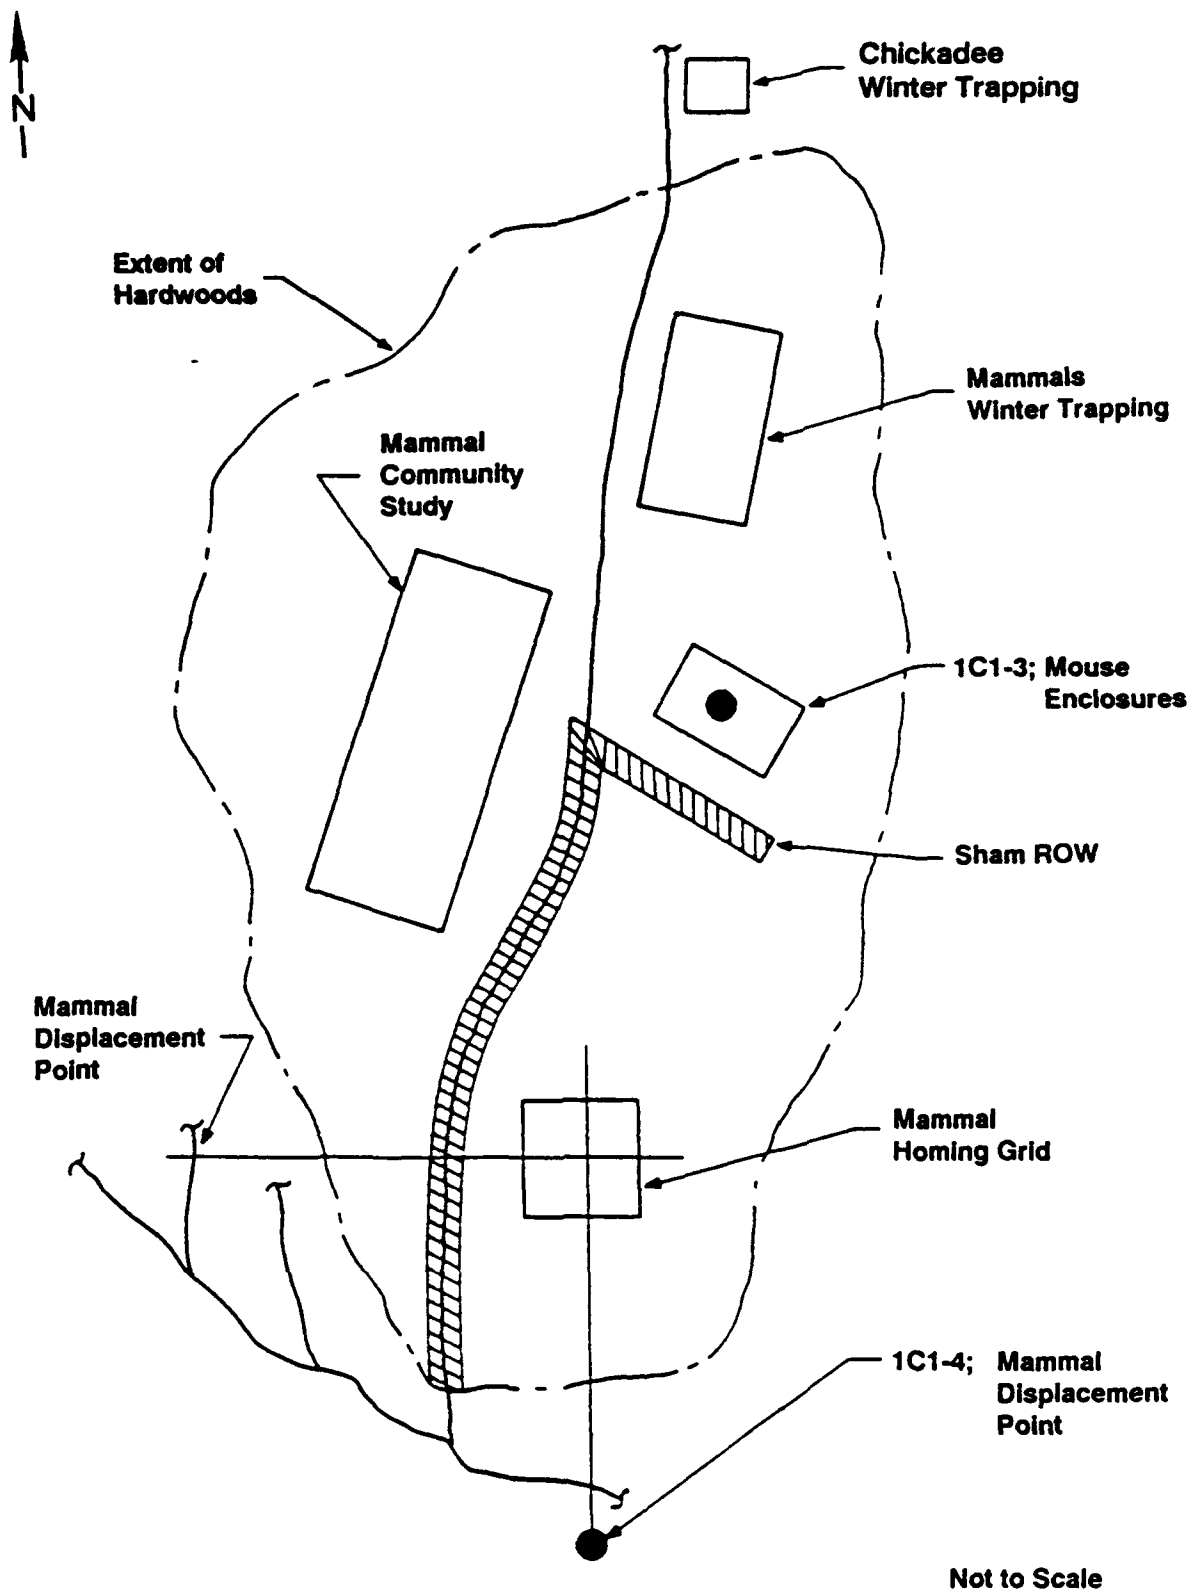 Chickadee
Winter Trapping
N
Extent of
Hardwoods
Mammals
Winter Trapping
Mammal
Community
Study
1C1-3; Mouse
Enclosures
Sham ROW
Mammal
Displacement
Point
Mammal
Homing Grid
1C1-4; Mammal
Displacement
Point
Not to Scale